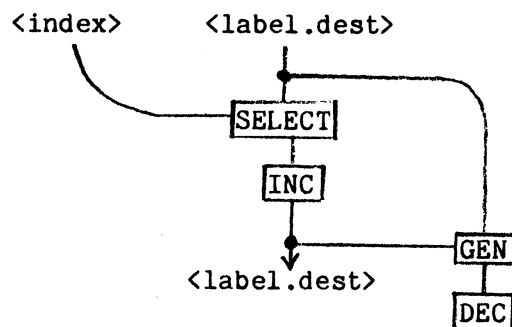 <index> <label.dest>
SELECT
INC
GEN
<label.dest>
DEC